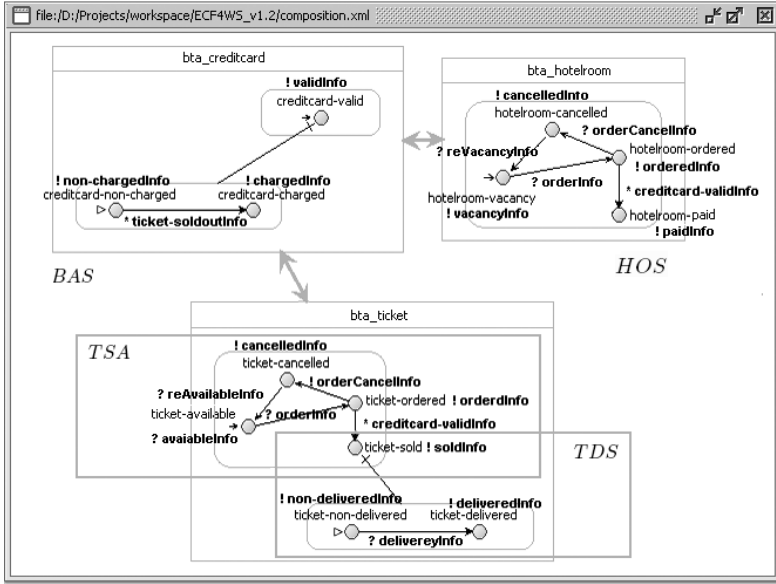 file:/D:/Projects/workspace/ECF4WS_v1.2/composition.xml
bta_creditcard
! validInfo
creditcard-valid
! non-chargedInfo
! chargedInfo
creditcard-non-charged
creditcard-charged
* ticket-soldoutInfo
BAS
bta_hotelroom
! cancelledInfo
hotelroom-cancelled
? orderCancelInfo
? reVacancyInfo
hotelroom-ordered
! orderedInfo
? orderInfo
* creditcard-validInfo
hotelroom-vacancy
! vacancyInfo
hotelroom-paid
! paidInfo
HOS
bta_ticket
TSA
! cancelledInfo
ticket-cancelled
! orderCancelInfo
? reAvailableInfo
ticket-ordered ! orderdInfo
ticket-available
? orderInfo
* creditcard-validInfo
? avaiableInfo
ticket-sold ! soldInfo
TDS
! non-deliveredInfo
! deliveredInfo
ticket-non-delivered
ticket-delivered
? delivereyInfo